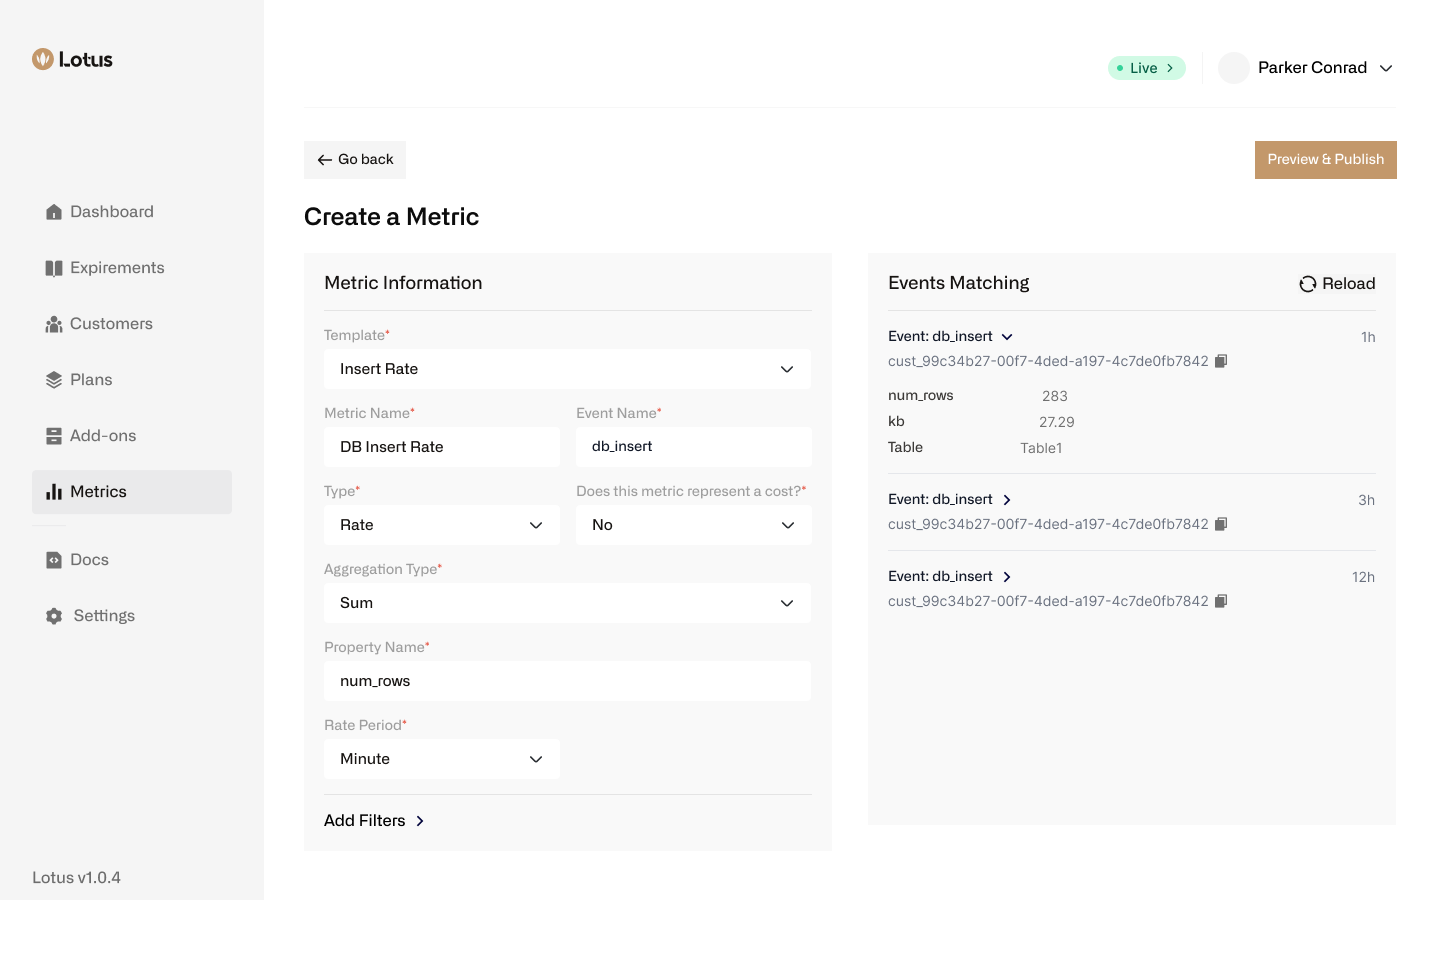 Lotus
Live
Parker Conrad
Go back
Preview & Publish
Dashboard
Expirements
Customers
Plans
Add-ons
Metrics
Docs
Settings
Lotus v1.0.4
Create a Metric
Metric Information
Template*
Insert Rate
Metric Name*
Event Name*
DB Insert Rate
db_insert
Type*
Does this metric represent a cost?*
Rate
No
Aggregation Type*
Sum
Property Name*
num_rows
Rate Period*
Minute
Add Filters
Events Matching
Reload
Event: db_insert
1h
cust_99c34b27-00f7-4ded-a197-4c7de0fb7842
num_rows 283
kb 27.29
Table Table1
Event: db_insert
3h
cust_99c34b27-00f7-4ded-a197-4c7de0fb7842
Event: db_insert
12h
cust_99c34b27-00f7-4ded-a197-4c7de0fb7842